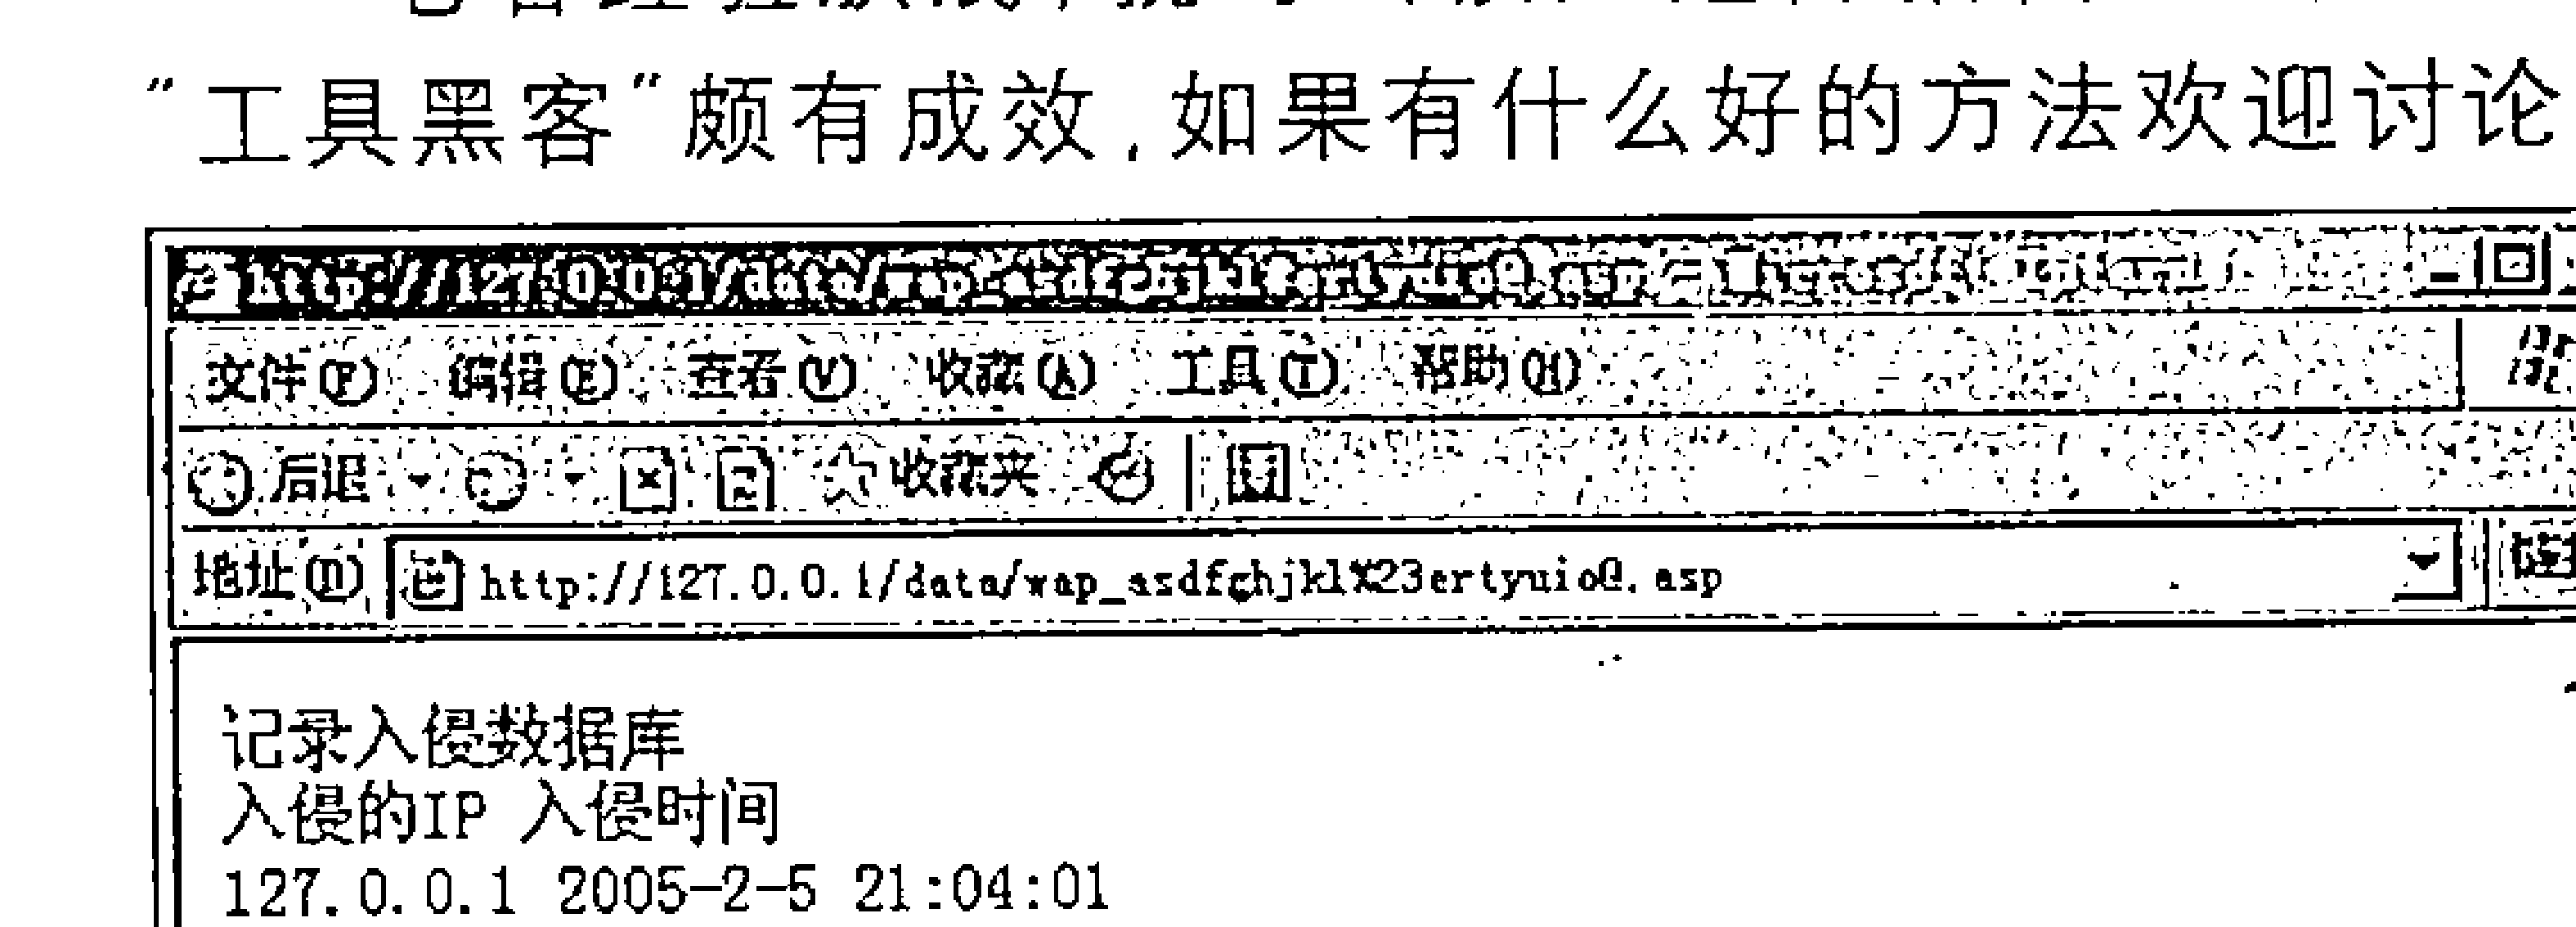 "工具黑客"颇有成效,如果有什么好的方法欢迎讨论
文件(F) 编辑(E) 查看(V) 收藏(A) 工具(T) 帮助(H)
后退 收藏夹
地址(D) http://127.0.0.1/data/wap_asdfghjkl%23ertyuio@.asp
记录入侵数据库
入侵的IP 入侵时间
127.0.0.1 2005-2-5 21:04:01